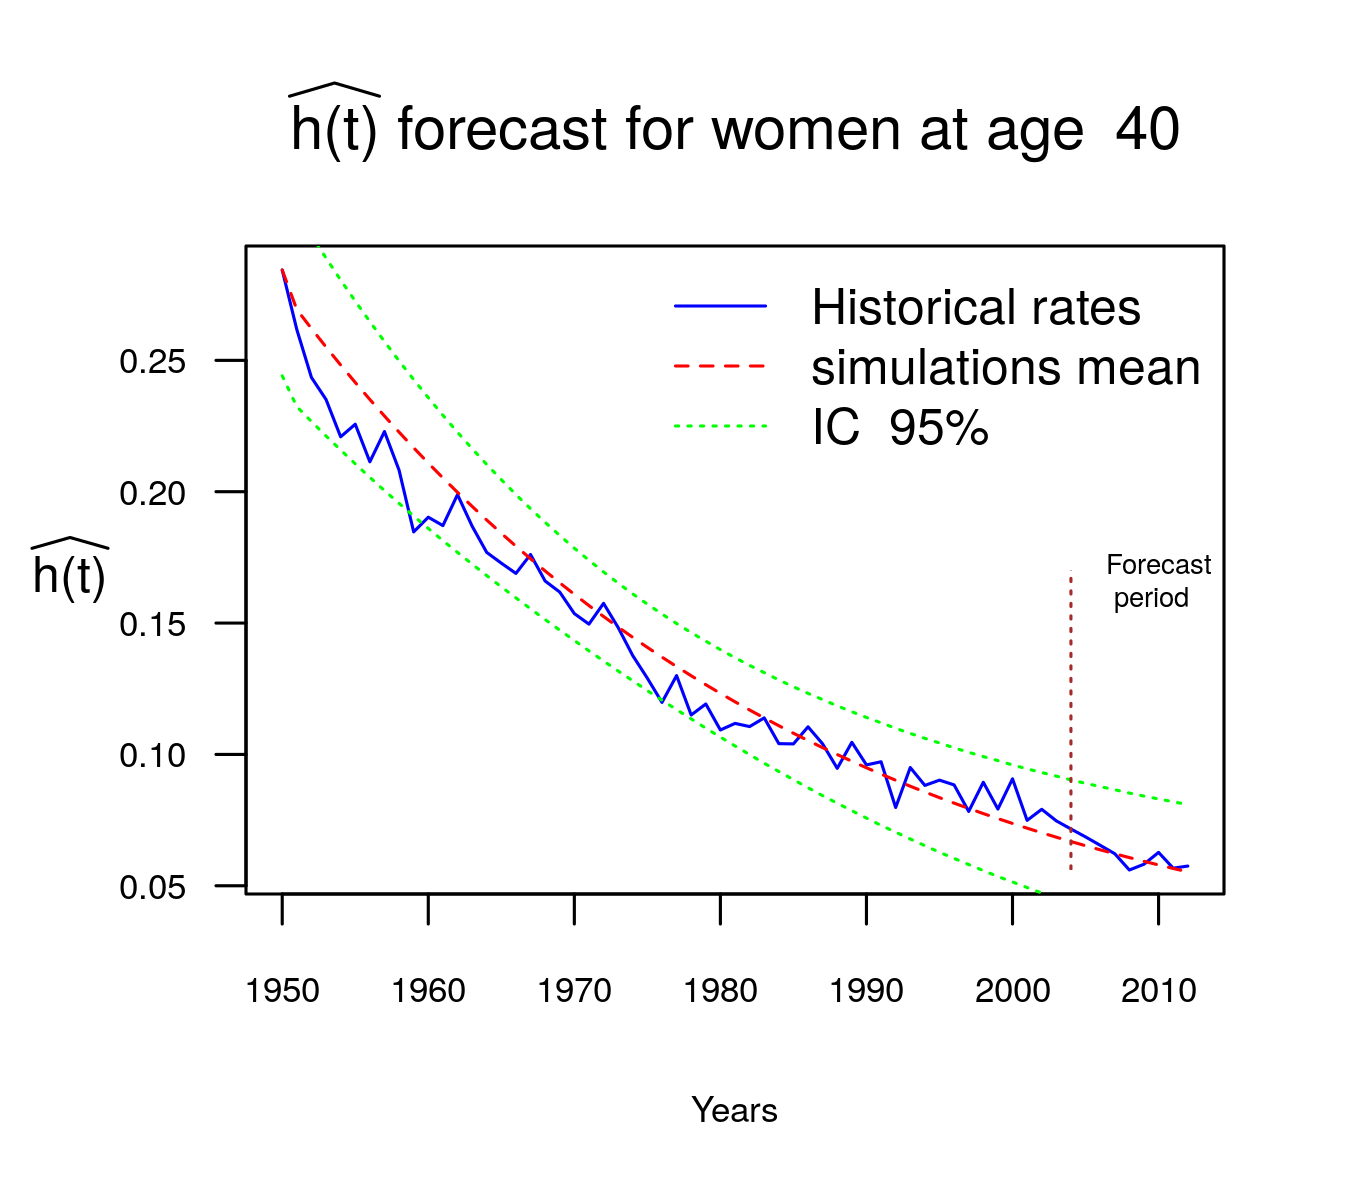 h(t) forecast for women at age 40
Historical rates
simulations mean
IC 95%
Forecast
period
h(t)
0.25
0.20
0.15
0.10
0.05
1950 1960 1970 1980 1990 2000 2010
Years